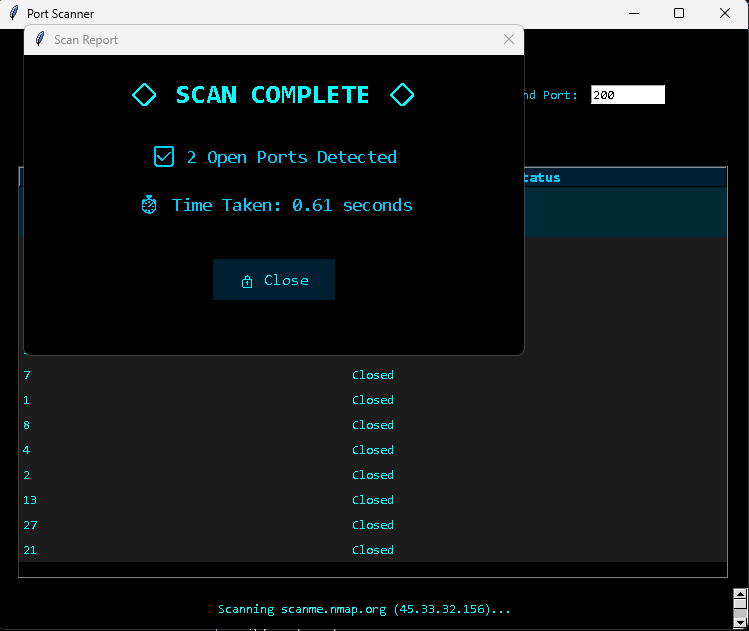 Port Scanner
Scan Report
◇ SCAN COMPLETE ◇
nd Port: 200
☑ 2 Open Ports Detected
tatus
⏱ Time Taken: 0.61 seconds
🔒 Close
7 Closed
1 Closed
8 Closed
4 Closed
2 Closed
13 Closed
27 Closed
21 Closed
Scanning scanme.nmap.org (45.33.32.156)...